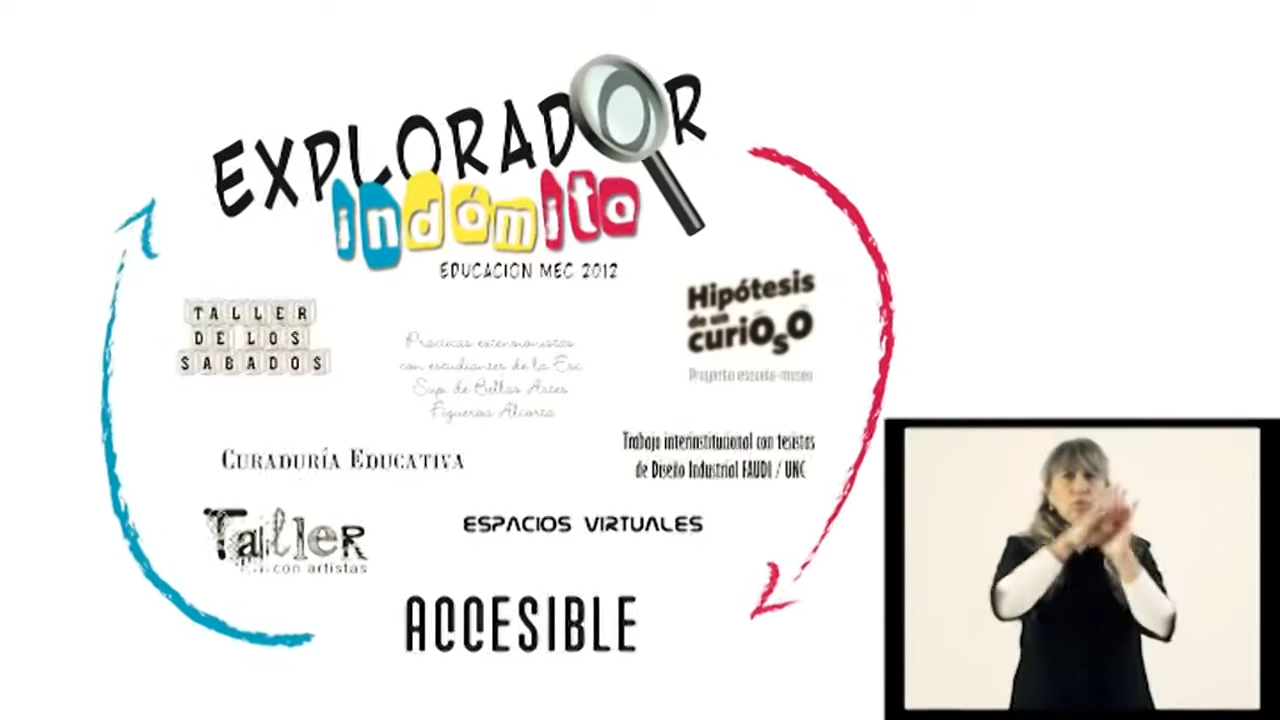 EXPLORADOR
indómito
EDUCACION MEC 2012
TALLER
DE LOS
SABADOS
Prácticas extensionistas
con estudiantes de la Esc.
Sup. de Bellas Artes
Figueroa Alcorta
Hipótesis
de un
curiOsO
Proyecto escuela-museo
CURADURÍA EDUCATIVA
Trabajo interinstitucional con tesistas
de Diseño Industrial FAUDI / UNC
Taller
con artistas
ESPACIOS VIRTUALES
ACCESIBLE